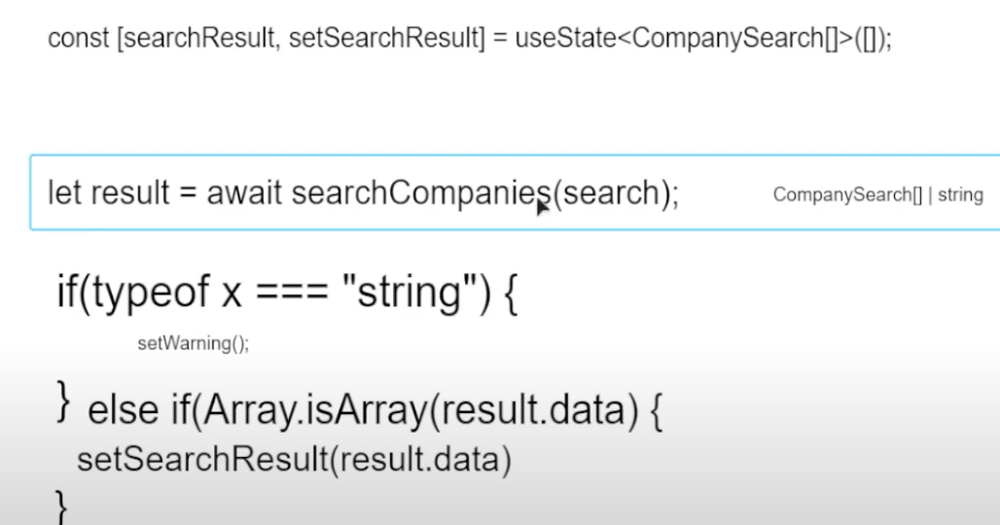 const [searchResult, setSearchResult] = useState<CompanySearch[]>([]);
let result = await searchCompanies(search); CompanySearch[] | string
if(typeof x === "string") {
setWarning();
} else if(Array.isArray(result.data) {
setSearchResult(result.data)
}